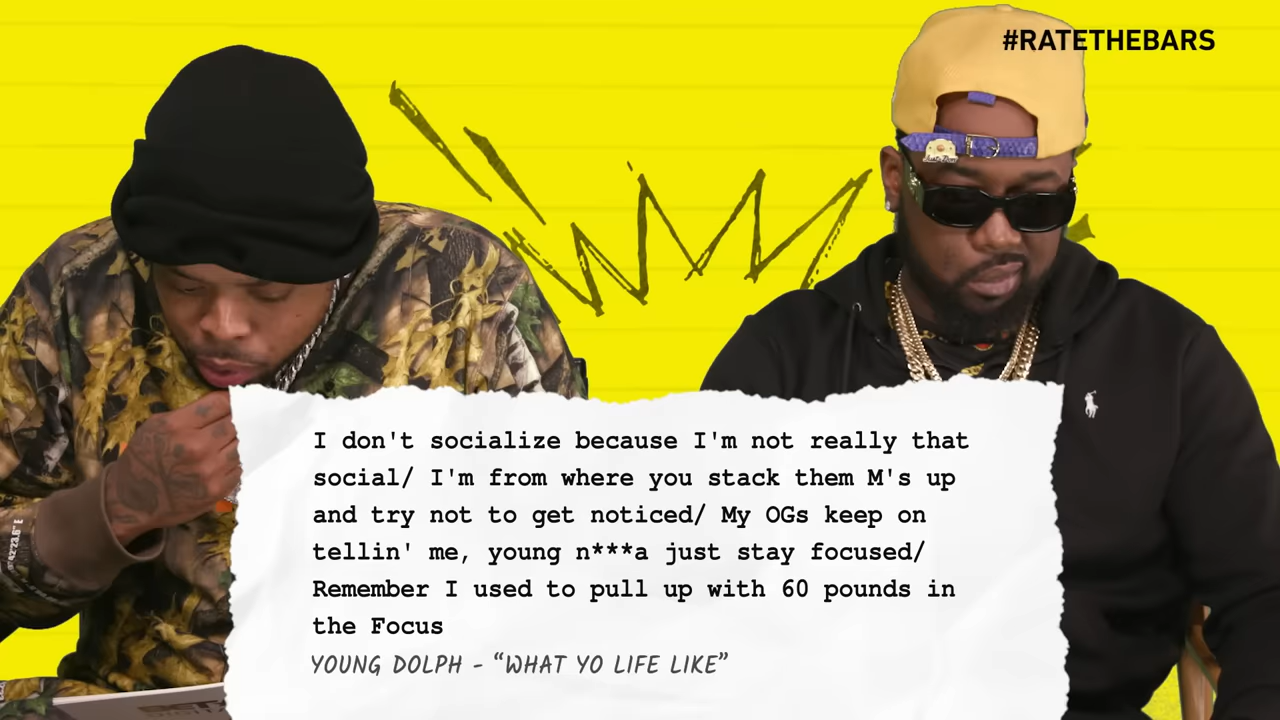 #RATETHEBARS
I don't socialize because I'm not really that
social/ I'm from where you stack them M's up
and try not to get noticed/ My OGs keep on
tellin' me, young n***a just stay focused/
Remember I used to pull up with 60 pounds in
the Focus
YOUNG DOLPH - “WHAT YO LIFE LIKE”